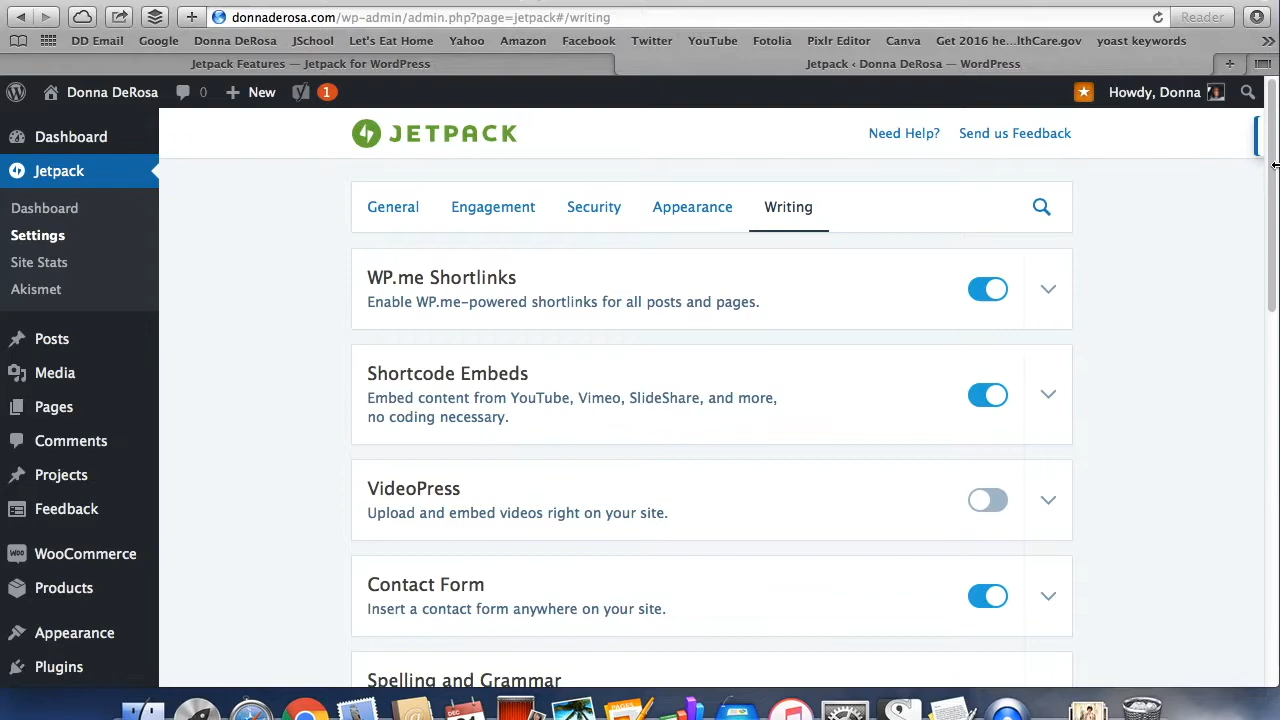 donnaderosa.com/wp-admin/admin.php?page=jetpack#/writing
Reader
DD Email Google Donna DeRosa JSchool Let's Eat Home Yahoo Amazon Facebook Twitter YouTube Fotolia Pixlr Editor Canva Get 2016 he...lthCare.gov yoast keywords
Jetpack Features — Jetpack for WordPress
Jetpack ‹ Donna DeRosa — WordPress
Donna DeRosa 0 New 1
Howdy, Donna
Dashboard
Jetpack
Dashboard
Settings
Site Stats
Akismet
Posts
Media
Pages
Comments
Projects
Feedback
WooCommerce
Products
Appearance
Plugins
JETPACK
Need Help? Send us Feedback
General Engagement Security Appearance Writing
WP.me Shortlinks
Enable WP.me-powered shortlinks for all posts and pages.
Shortcode Embeds
Embed content from YouTube, Vimeo, SlideShare, and more,
no coding necessary.
VideoPress
Upload and embed videos right on your site.
Contact Form
Insert a contact form anywhere on your site.
Spelling and Grammar